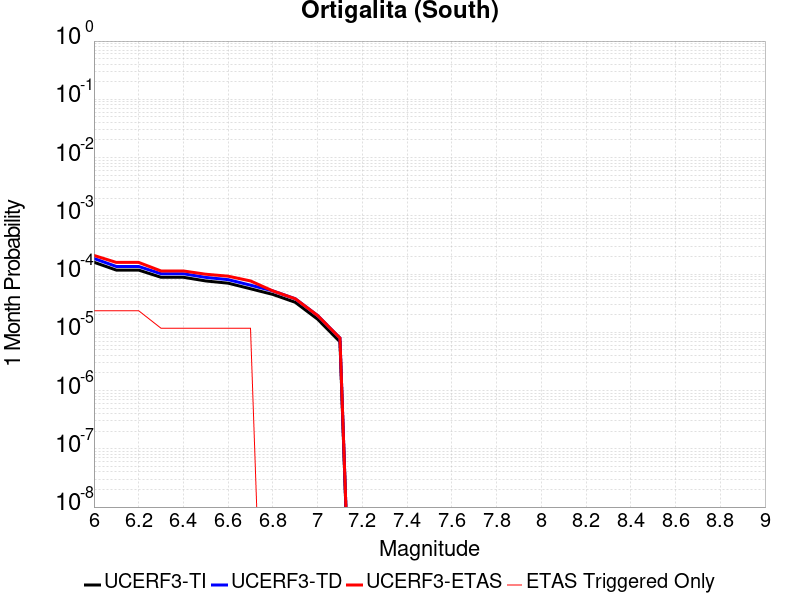 Ortigalita (South)
10^0
10^-1
10^-2
10^-3
10^-4
10^-5
10^-6
10^-7
10^-8
1 Month Probability
6 6.2 6.4 6.6 6.8 7 7.2 7.4 7.6 7.8 8 8.2 8.4 8.6 8.8 9
Magnitude
UCERF3-TI UCERF3-TD UCERF3-ETAS ETAS Triggered Only